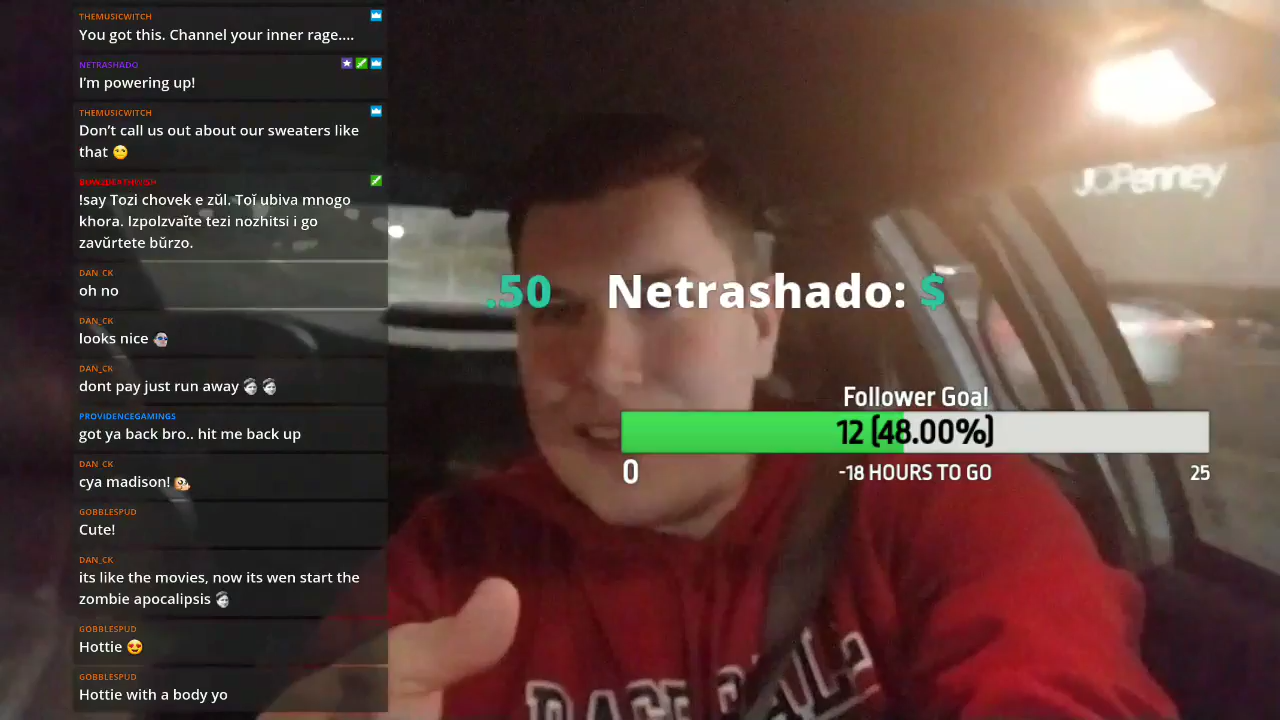 THEMUSICWITCH
You got this. Channel your inner rage....
NETRASHADO
I'm powering up!
THEMUSICWITCH
Don't call us out about our sweaters like
that 🤨
!say Tozi chovek e zŭl. Toĭ ubiva mnogo
khora. Izpolzvaĭte tezi nozhitsi i go
zavŭrtete bŭrzo.
DAN_CK
oh no
DAN_CK
looks nice
DAN_CK
dont pay just run away
PROVIDENCEGAMINGS
got ya back bro.. hit me back up
DAN_CK
cya madison!
GOBBLESPUD
Cute!
DAN_CK
its like the movies, now its wen start the
zombie apocalipsis
GOBBLESPUD
Hottie 😍
GOBBLESPUD
Hottie with a body yo
JCPenney
.50 Netrashado: $
Follower Goal
12 (48.00%)
0 -18 HOURS TO GO 25